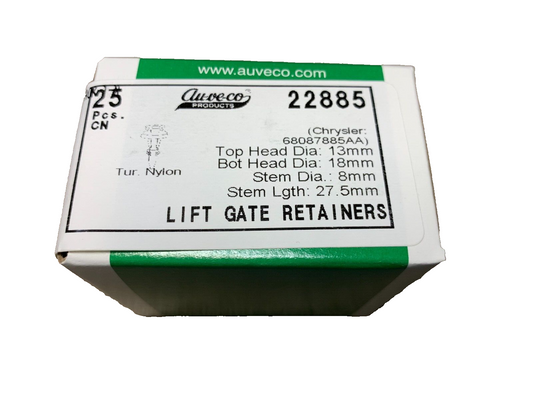 www.auveco.com
25
Pcs.
CN
auveco
PRODUCTS
22885
(Chrysler:
68087885AA)
Top Head Dia: 13mm
Bot Head Dia: 18mm
Stem Dia.: 8mm
Stem Lgth: 27.5mm
Tur. Nylon
LIFT GATE RETAINERS